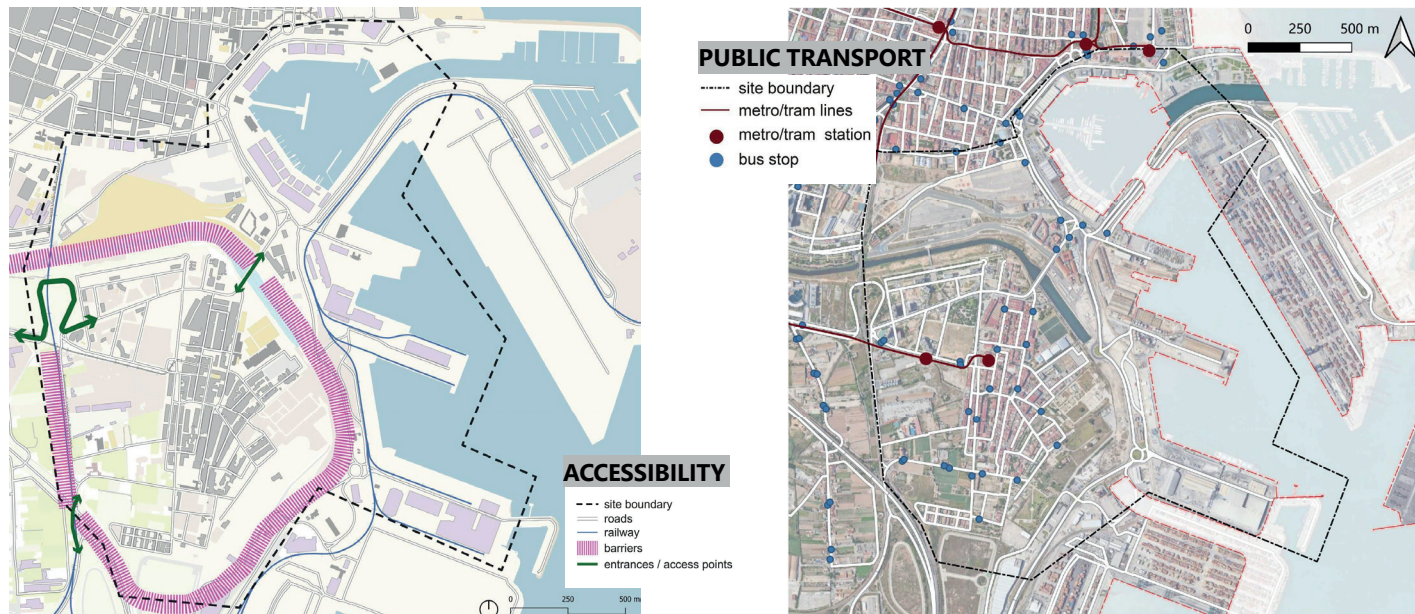 ACCESSIBILITY
site boundary
roads
railway
barriers
entrances / access points
0 250 500 m
PUBLIC TRANSPORT
site boundary
metro/tram lines
metro/tram station
bus stop
0 250 500 m